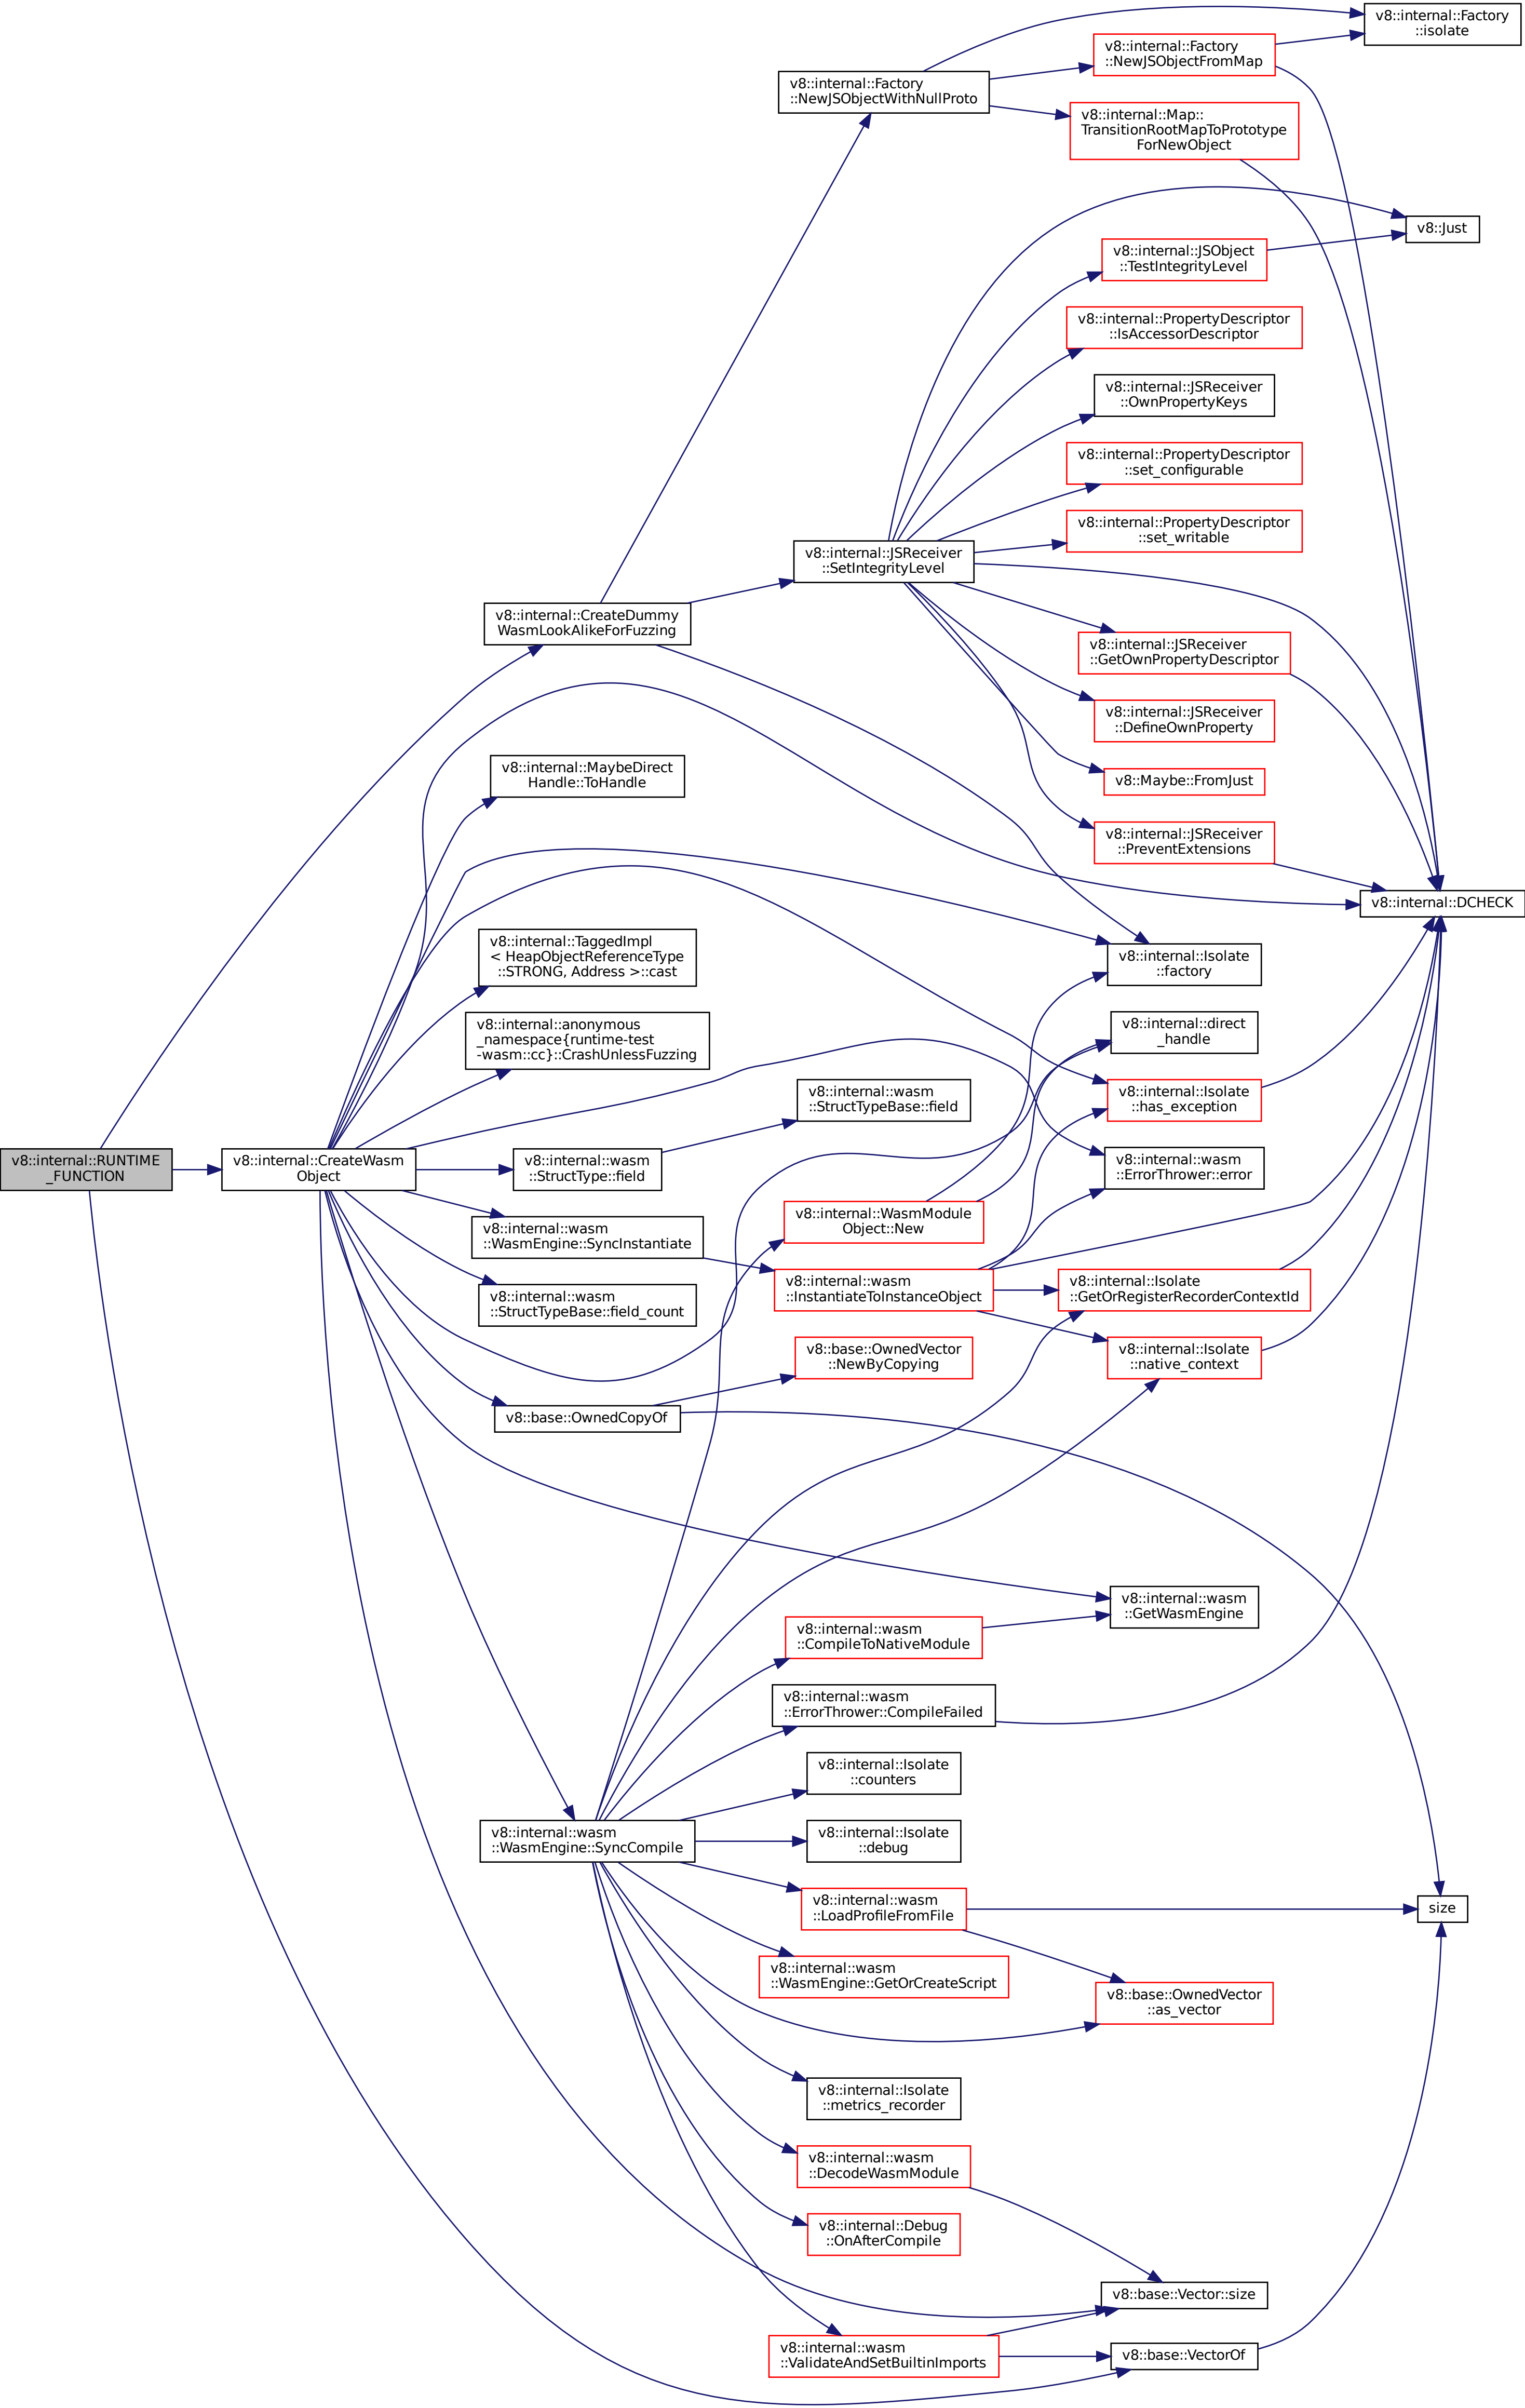 v8::internal::Factory
::isolate
v8::internal::Factory
::NewJSObjectFromMap
v8::internal::Factory
::NewJSObjectWithNullProto
v8::internal::Map::
TransitionRootMapToPrototype
ForNewObject
v8::Just
v8::internal::JSObject
::TestIntegrityLevel
v8::internal::PropertyDescriptor
::IsAccessorDescriptor
v8::internal::JSReceiver
::OwnPropertyKeys
v8::internal::PropertyDescriptor
::set_configurable
v8::internal::PropertyDescriptor
::set_writable
v8::internal::JSReceiver
::SetIntegrityLevel
v8::internal::CreateDummy
WasmLookAlikeForFuzzing
v8::internal::JSReceiver
::GetOwnPropertyDescriptor
v8::internal::JSReceiver
::DefineOwnProperty
v8::internal::MaybeDirect
Handle::ToHandle
v8::Maybe::FromJust
v8::internal::JSReceiver
::PreventExtensions
v8::internal::DCHECK
v8::internal::TaggedImpl
< HeapObjectReferenceType
::STRONG, Address >::cast
v8::internal::Isolate
::factory
v8::internal::anonymous
_namespace{runtime-test
-wasm::cc}::CrashUnlessFuzzing
v8::internal::direct
_handle
v8::internal::wasm
::StructTypeBase::field
v8::internal::Isolate
::has_exception
v8::internal::RUNTIME
_FUNCTION
v8::internal::CreateWasm
Object
v8::internal::wasm
::StructType::field
v8::internal::wasm
::ErrorThrower::error
v8::internal::WasmModule
Object::New
v8::internal::wasm
::WasmEngine::SyncInstantiate
v8::internal::wasm
::InstantiateToInstanceObject
v8::internal::Isolate
::GetOrRegisterRecorderContextId
v8::internal::wasm
::StructTypeBase::field_count
v8::internal::Isolate
::native_context
v8::base::OwnedVector
::NewByCopying
v8::base::OwnedCopyOf
v8::internal::wasm
::GetWasmEngine
v8::internal::wasm
::CompileToNativeModule
v8::internal::wasm
::ErrorThrower::CompileFailed
v8::internal::Isolate
::counters
v8::internal::wasm
::WasmEngine::SyncCompile
v8::internal::Isolate
::debug
v8::internal::wasm
::LoadProfileFromFile
size
v8::internal::wasm
::WasmEngine::GetOrCreateScript
v8::base::OwnedVector
::as_vector
v8::internal::Isolate
::metrics_recorder
v8::internal::wasm
::DecodeWasmModule
v8::internal::Debug
::OnAfterCompile
v8::base::Vector::size
v8::internal::wasm
::ValidateAndSetBuiltinImports
v8::base::VectorOf